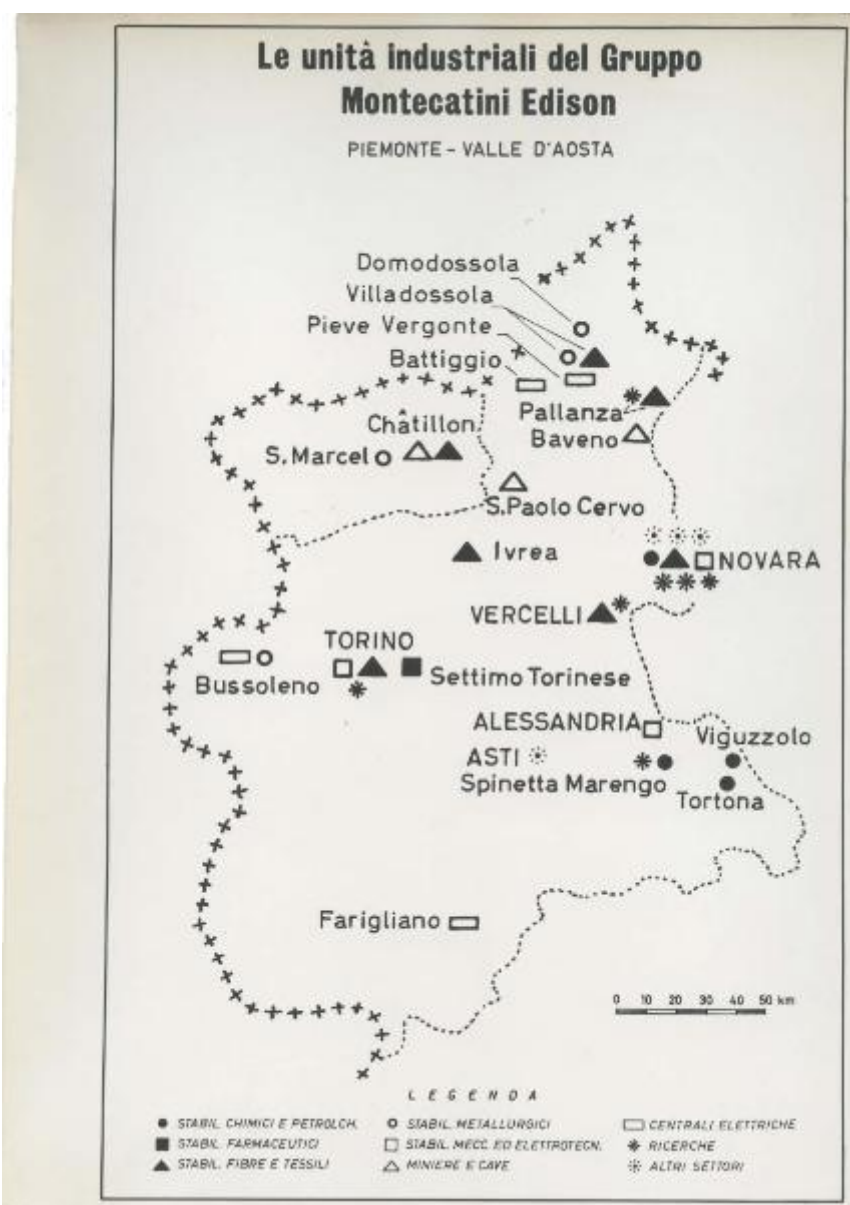 Le unità industriali del Gruppo
Montecatini Edison
PIEMONTE - VALLE D'AOSTA
Domodossola
Villadossola
Pieve Vergonte
Battiggio
Pallanza
Baveno
Châtillon
S. Marcel
S. Paolo Cervo
Ivrea
NOVARA
VERCELLI
TORINO
Bussoleno
Settimo Torinese
ALESSANDRIA
Viguzzolo
ASTI
Spinetta Marengo
Tortona
Farigliano
0 10 20 30 40 50 km
LEGENDA
STABIL. CHIMICI E PETROLCH.
STABIL. FARMACEUTICI
STABIL. FIBRE E TESSILI
STABIL. METALLURGICI
STABIL. MECC. ED ELETTROTECN.
MINIERE E CAVE
CENTRALI ELETTRICHE
RICERCHE
ALTRI SETTORI